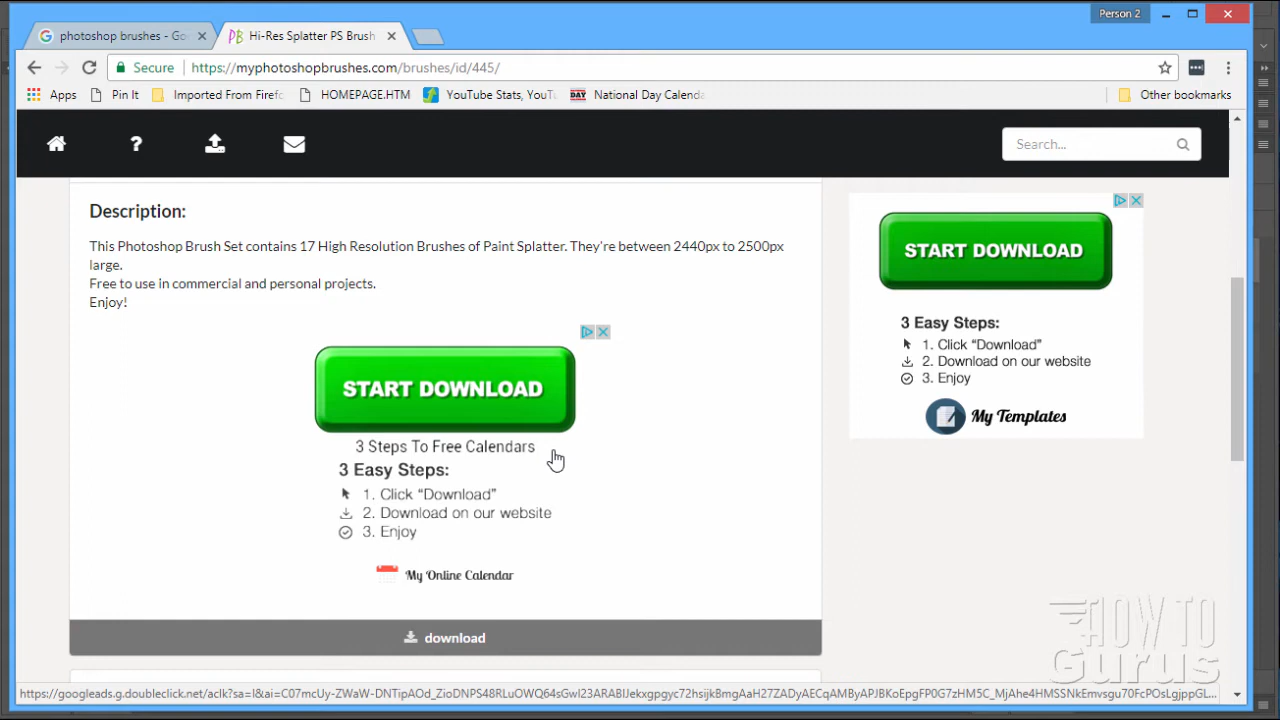 Person 2
photoshop brushes - Goo
Hi-Res Splatter PS Brush
Secure
https://myphotoshopbrushes.com/brushes/id/445/
Apps
Pin It
Imported From Firefo
HOMEPAGE.HTM
YouTube Stats, YouTu
National Day Calenda
Other bookmarks
?
Search...
Description:
This Photoshop Brush Set contains 17 High Resolution Brushes of Paint Splatter. They're between 2440px to 2500px
large.
Free to use in commercial and personal projects.
Enjoy!
START DOWNLOAD
3 Steps To Free Calendars
3 Easy Steps:
1. Click "Download"
2. Download on our website
3. Enjoy
My Online Calendar
download
START DOWNLOAD
3 Easy Steps:
1. Click "Download"
2. Download on our website
3. Enjoy
My Templates
HOW TO
Gurus